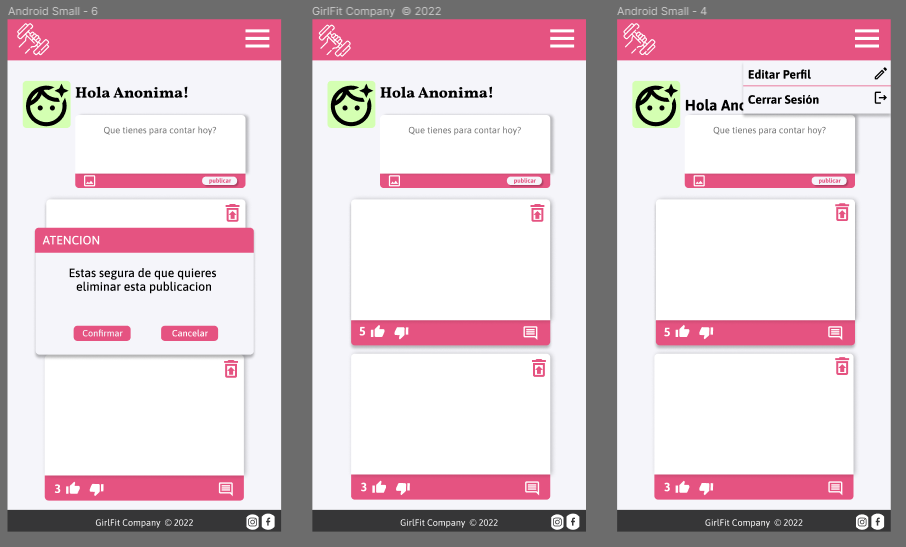 Android Small - 6
Hola Anonima!
Que tienes para contar hoy?
publicar
ATENCION
Estas segura de que quieres
eliminar esta publicacion
Confirmar
Cancelar
3
GirlFit Company © 2022
GirlFit Company © 2022
Hola Anonima!
Que tienes para contar hoy?
publicar
5
3
GirlFit Company © 2022
Android Small - 4
Editar Perfil
Cerrar Sesión
Hola Ano
Que tienes para contar hoy?
publicar
5
3
GirlFit Company © 2022